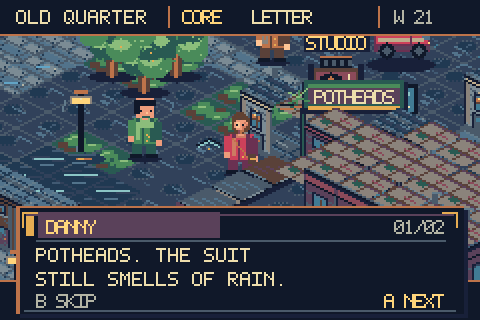 OLD QUARTER CORE LETTER W 21
STUDIO
POTHEADS
DANNY 01/02
POTHEADS. THE SUIT
STILL SMELLS OF RAIN.
B SKIP A NEXT